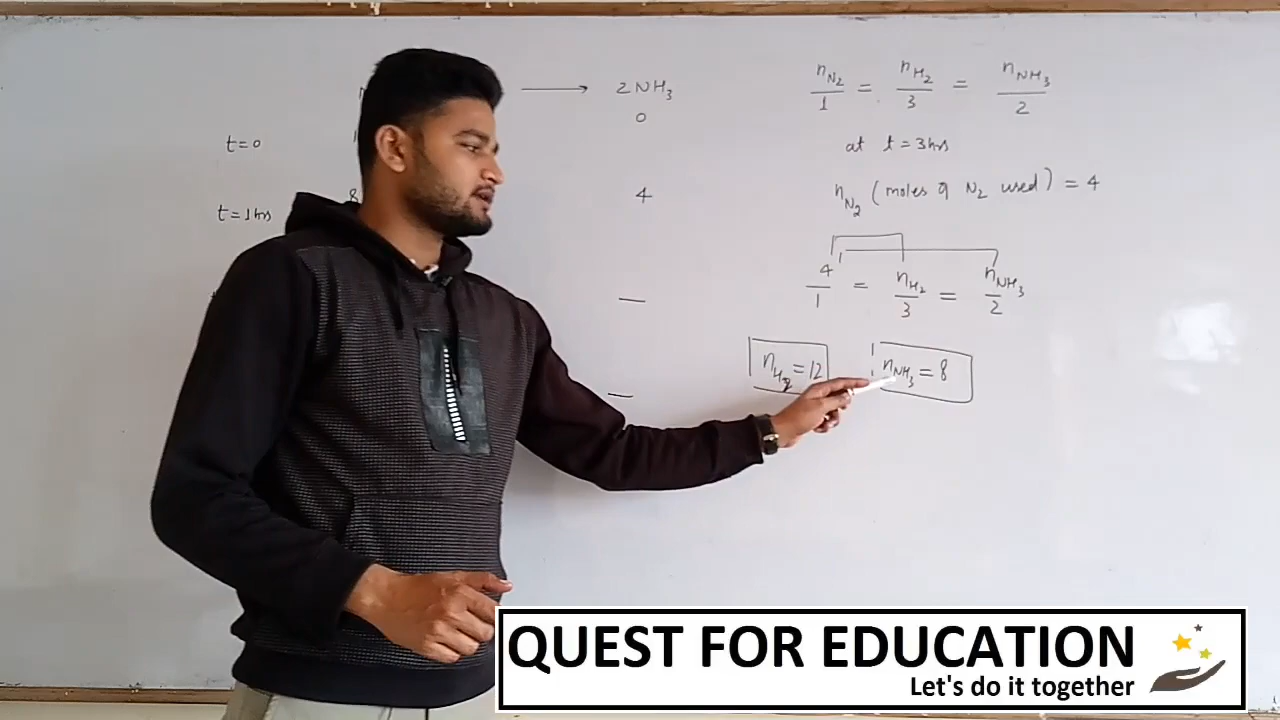 ⟶ 2NH₃
0
t=0
8
t=1hrs
4
—
—
n_N₂/1 = n_H₂/3 = n_NH₃/2
at t=3hrs
n_N₂ (moles of N₂ used) = 4
4/1 = n_H₂/3 = n_NH₃/2
n_H₂=12 n_NH₃=8
QUEST FOR EDUCATION
Let's do it together